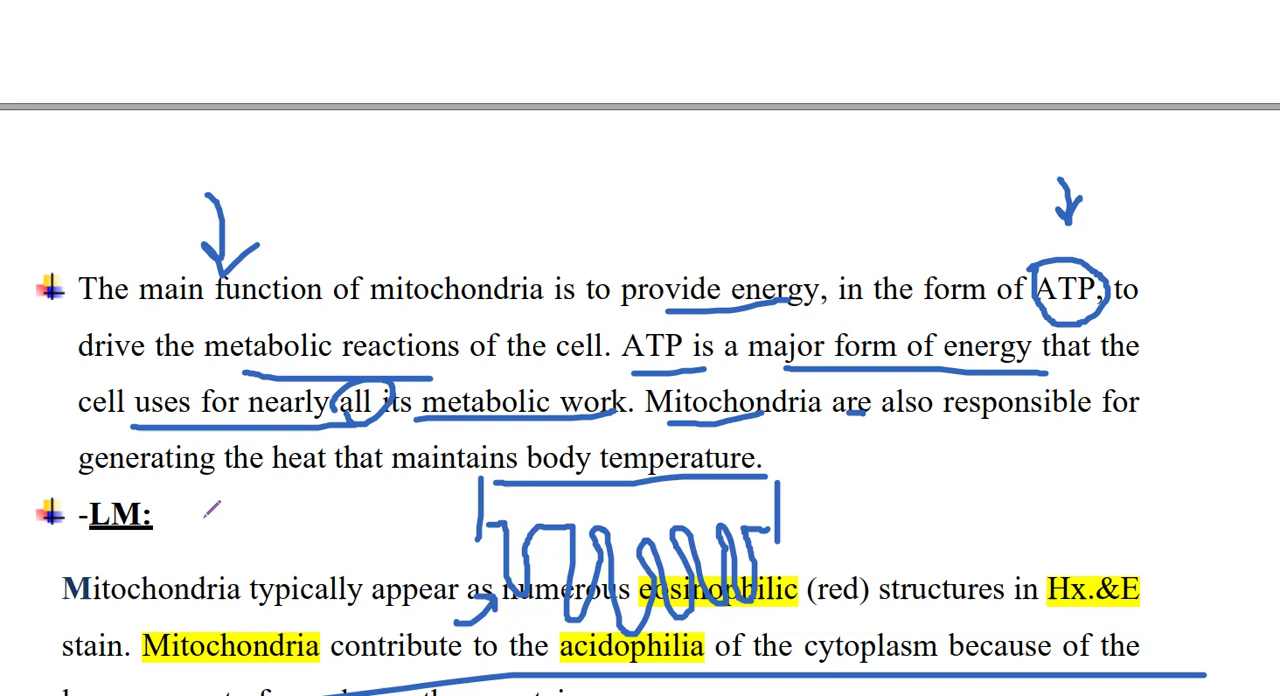 The main function of mitochondria is to provide energy, in the form of ATP, to
drive the metabolic reactions of the cell. ATP is a major form of energy that the
cell uses for nearly all its metabolic work. Mitochondria are also responsible for
generating the heat that maintains body temperature.
-LM:
Mitochondria typically appear as numerous eosinophilic (red) structures in Hx.&E
stain. Mitochondria contribute to the acidophilia of the cytoplasm because of the